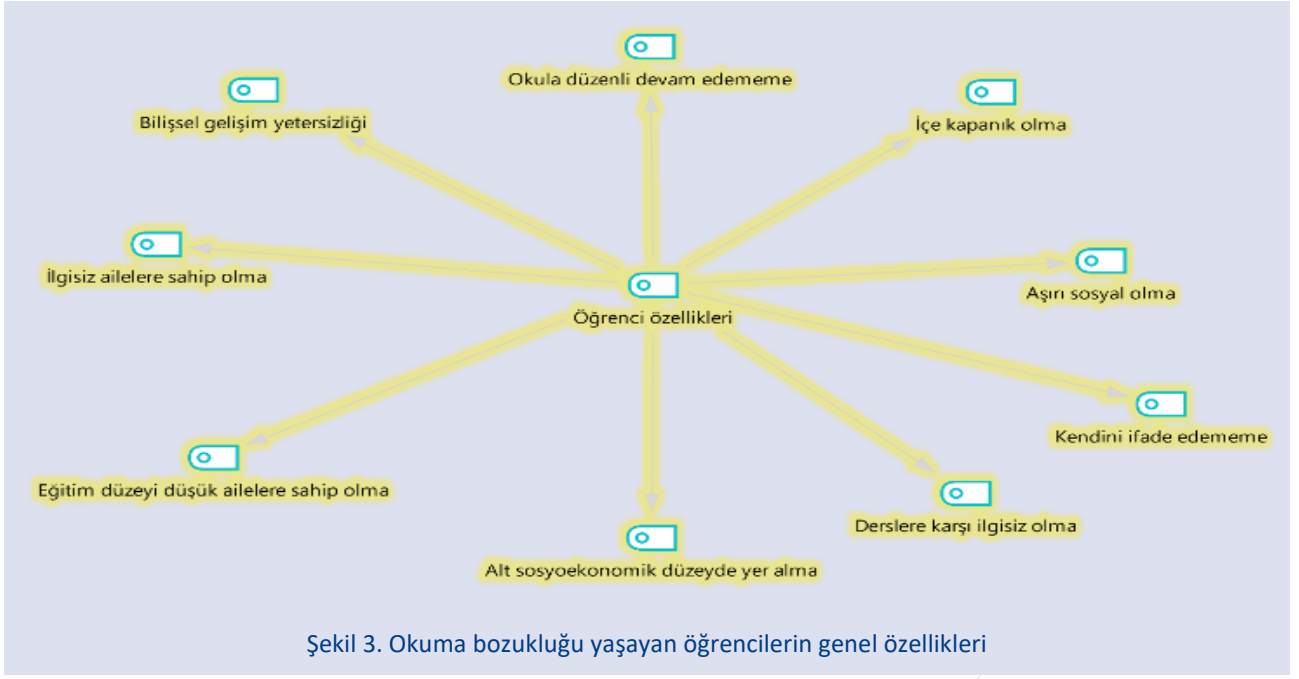 Okula düzenli devam edememe
Bilişsel gelişim yetersizliği
İçe kapanık olma
İlgisiz ailelere sahip olma
Aşırı sosyal olma
Öğrenci özellikleri
Kendini ifade edememe
Eğitim düzeyi düşük ailelere sahip olma
Derslere karşı ilgisiz olma
Alt sosyoekonomik düzeyde yer alma
Şekil 3. Okuma bozukluğu yaşayan öğrencilerin genel özellikleri